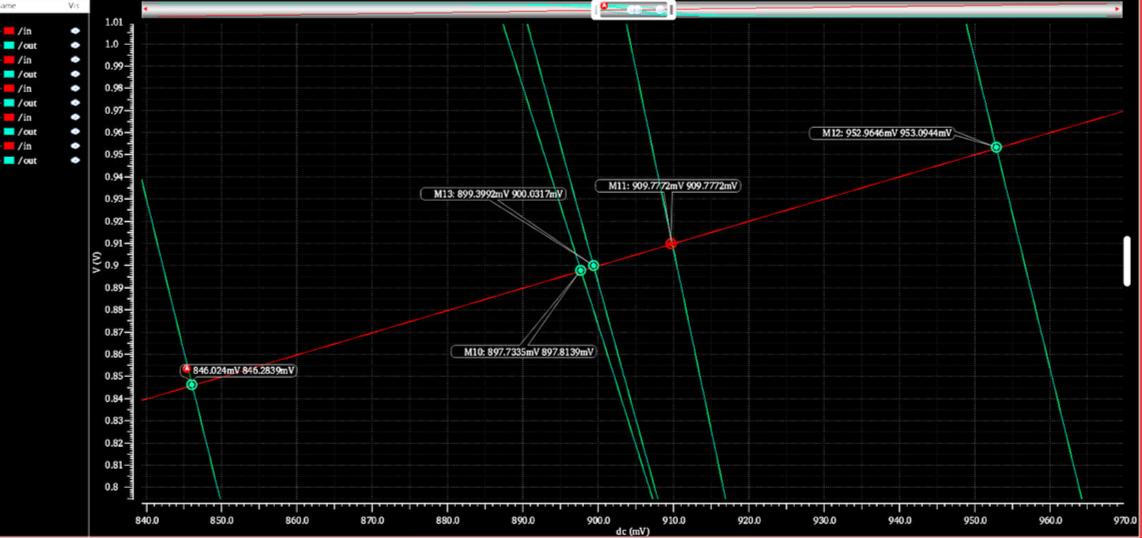 ame Vis
/in
/out
/in
/out
/in
/out
/in
/out
/in
/out
V (V)
1.01
1.0
0.99
0.98
0.97
0.96
0.95
0.94
0.93
0.92
0.91
0.9
0.89
0.88
0.87
0.86
0.85
0.84
0.83
0.82
0.81
0.8
M12: 952.9646mV 953.0944mV
M11: 909.7772mV 909.7772mV
M13: 899.3992mV 900.0317mV
M10: 897.7335mV 897.8139mV
846.024mV 846.2839mV
840.0 850.0 860.0 870.0 880.0 890.0 900.0 910.0 920.0 930.0 940.0 950.0 960.0 970.0
dc (mV)